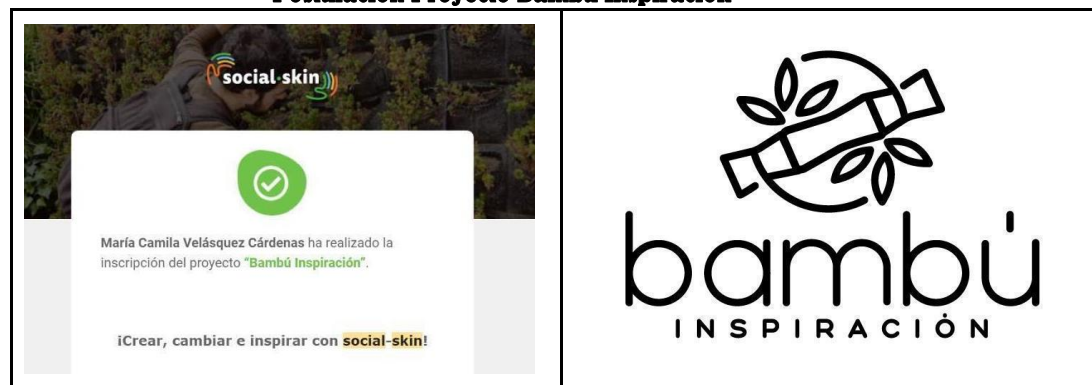 social·skin
María Camila Velásquez Cárdenas ha realizado la
inscripción del proyecto “Bambú Inspiración”.
¡Crear, cambiar e inspirar con social-skin!
bambú
INSPIRACIÓN